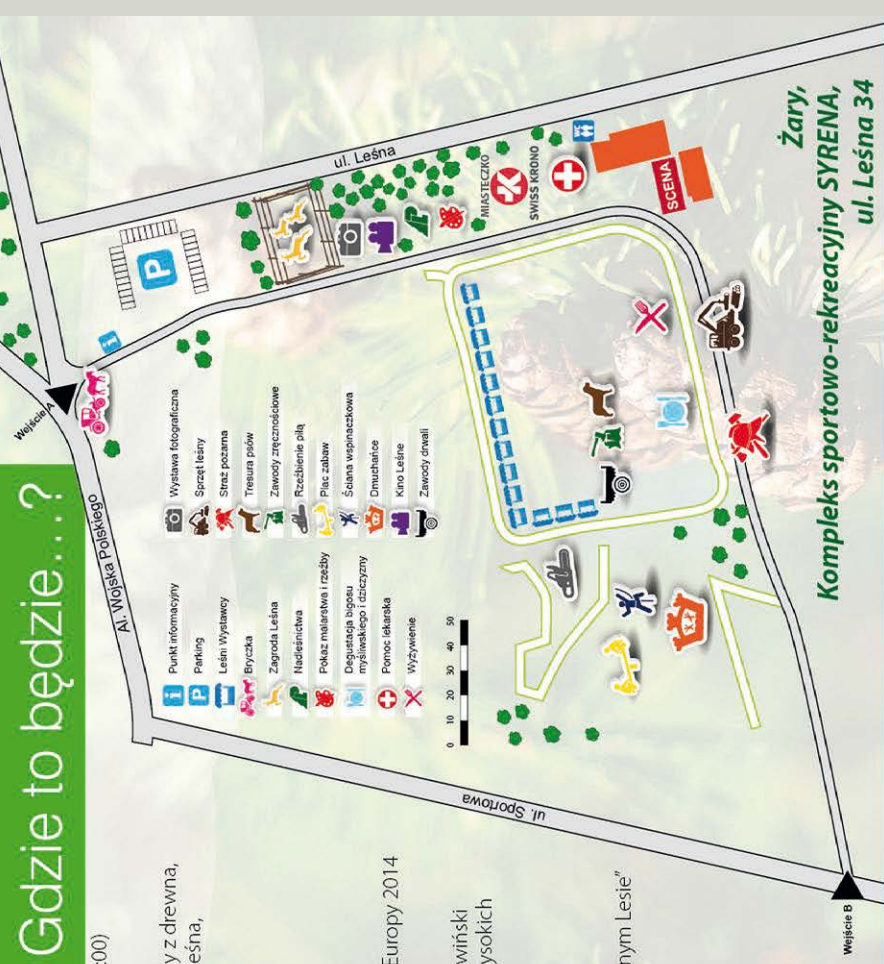 Gdzie to będzie...?
:00)
y z drewna,
eśna,
Europy 2014
wiński
ysokich
nym Lesie”
Wejście A
Al. Wojska Polskiego
ul. Leśna
ul. Sportowa
Wejście B
P
i
MIASTECZKO
SWISS KRONO
WC
SCENA
i Punkt informacyjny
P Parking
Leśni Wystawcy
Bryczka
Zagroda Leśna
Nadleśnictwa
Pokaz malarstwa i rzeźby
Degustacja bigosu
myśliwskiego i dziczyzny
Pomoc lekarska
Wyżywienie
Wystawa fotograficzna
Sprzęt leśny
Straż pożarna
Tresura psów
Zawody zręcznościowe
Rzeźbienie piłą
Plac zabaw
Ściana wspinaczkowa
Dmuchańce
Kino Leśne
Zawody drwali
0 10 20 30 40 50
i
i
i
Żary,
Kompleks sportowo-rekreacyjny SYRENA,
ul. Leśna 34